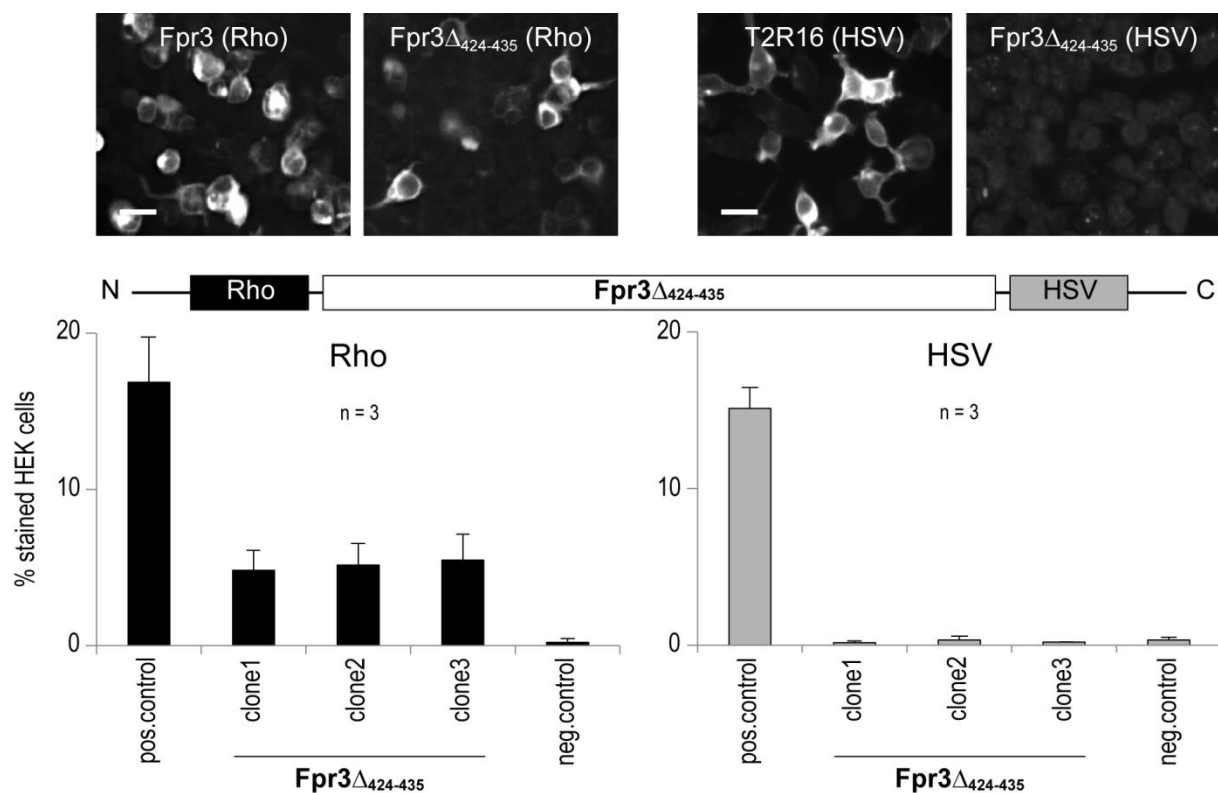 Fpr3 (Rho)
Fpr3Δ424-435 (Rho)
T2R16 (HSV)
Fpr3Δ424-435 (HSV)
N
Rho
Fpr3Δ424-435
HSV
C
% stained HEK cells
20
10
0
Rho
n = 3
pos.control
clone1
clone2
clone3
neg.control
Fpr3Δ424-435
20
10
0
HSV
n = 3
pos.control
clone1
clone2
clone3
neg.control
Fpr3Δ424-435